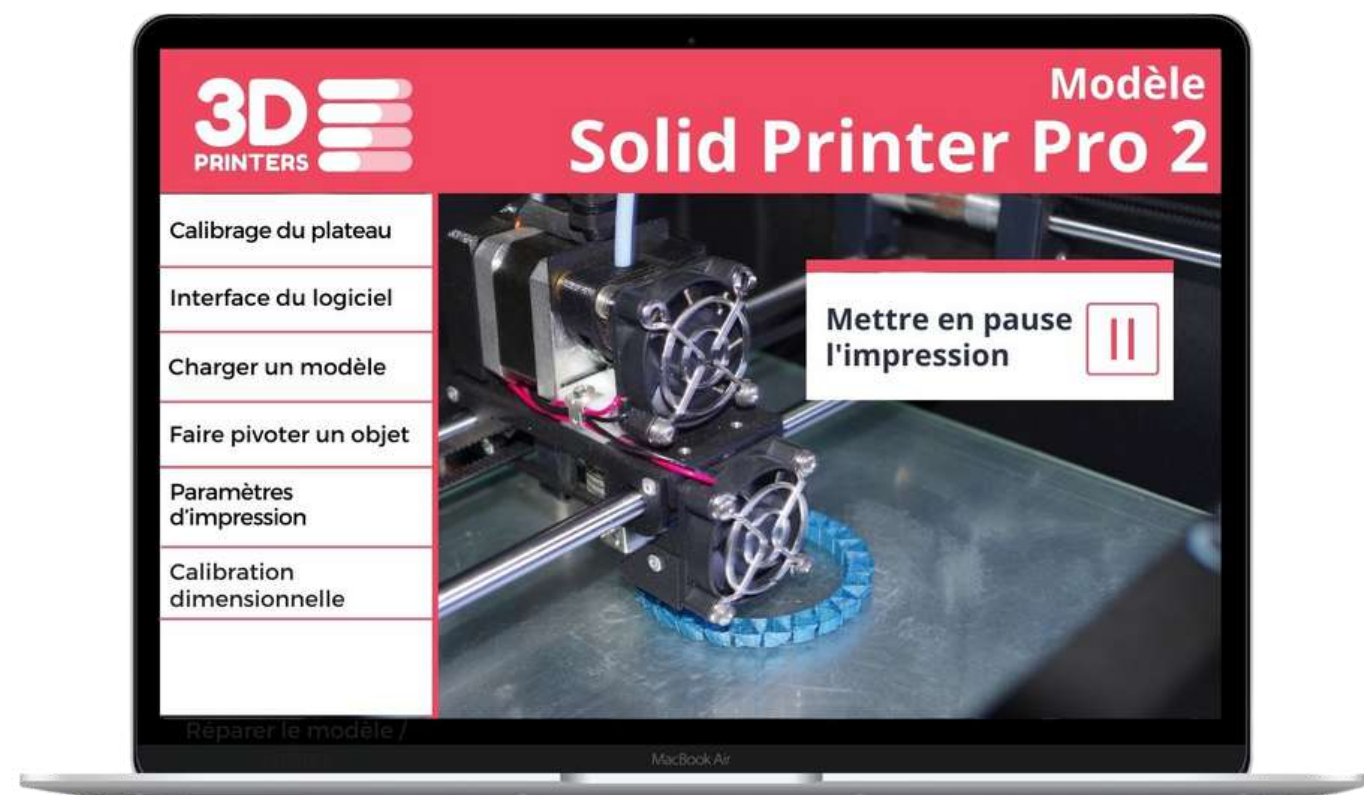 3D
PRINTERS
Modèle
Solid Printer Pro 2
Calibrage du plateau
Interface du logiciel
Charger un modèle
Faire pivoter un objet
Paramètres
d'impression
Calibration
dimensionnelle
Mettre en pause
l'impression
Réparer le modèle /
MacBook Air